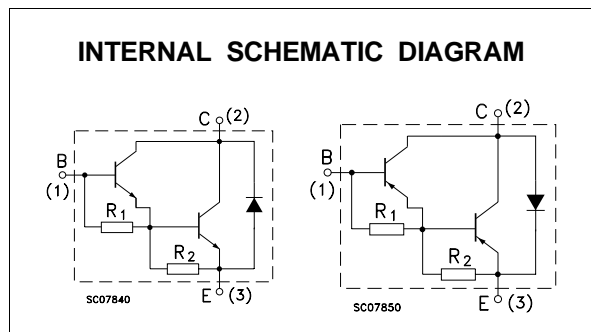 INTERNAL SCHEMATIC DIAGRAM
C (2)
B
(1)
R1
R2
E (3)
SC07840
C (2)
B
(1)
R1
R2
E (3)
SC07850